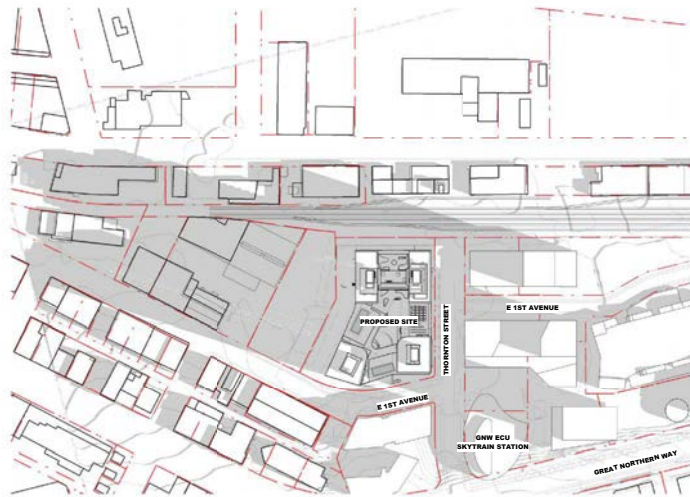 PROPOSED SITE
THORNTON STREET
E 1ST AVENUE
E 1ST AVENUE
GNW ECU
SKYTRAIN STATION
GREAT NORTHERN WAY